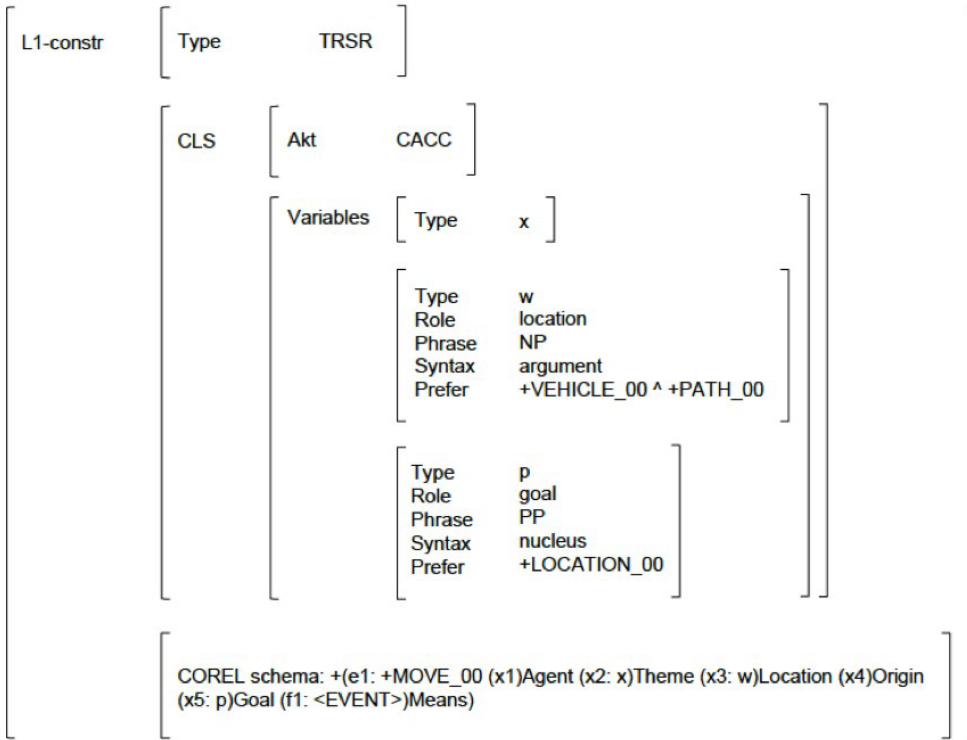 L1-constr Type TRSR
CLS Akt CACC
Variables Type x
Type w
Role location
Phrase NP
Syntax argument
Prefer +VEHICLE_00 ^ +PATH_00
Type p
Role goal
Phrase PP
Syntax nucleus
Prefer +LOCATION_00
COREL schema: +(e1: +MOVE_00 (x1)Agent (x2: x)Theme (x3: w)Location (x4)Origin
(x5: p)Goal (f1: <EVENT>)Means)